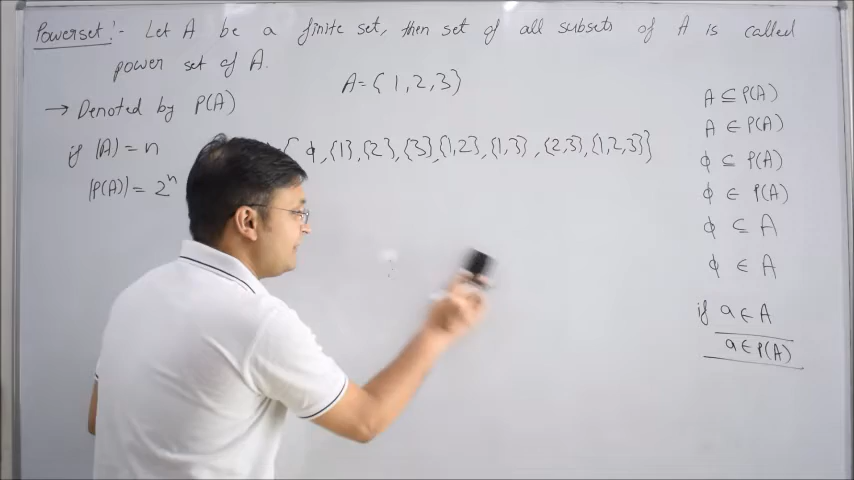 Powerset :- Let A be a finite set, then set of all subsets of A is called
power set of A.
A = { 1, 2, 3 }
→ Denoted by P(A)
if |A| = n
{ ϕ, {1}, {2}, {3}, {1,2}, {1,3}, {2,3}, {1,2,3} }
|P(A)| = 2ⁿ
A ⊆ P(A)
A ∈ P(A)
ϕ ⊆ P(A)
ϕ ∈ P(A)
ϕ ⊆ A
ϕ ∈ A
if a ∈ A
a ∈ P(A)